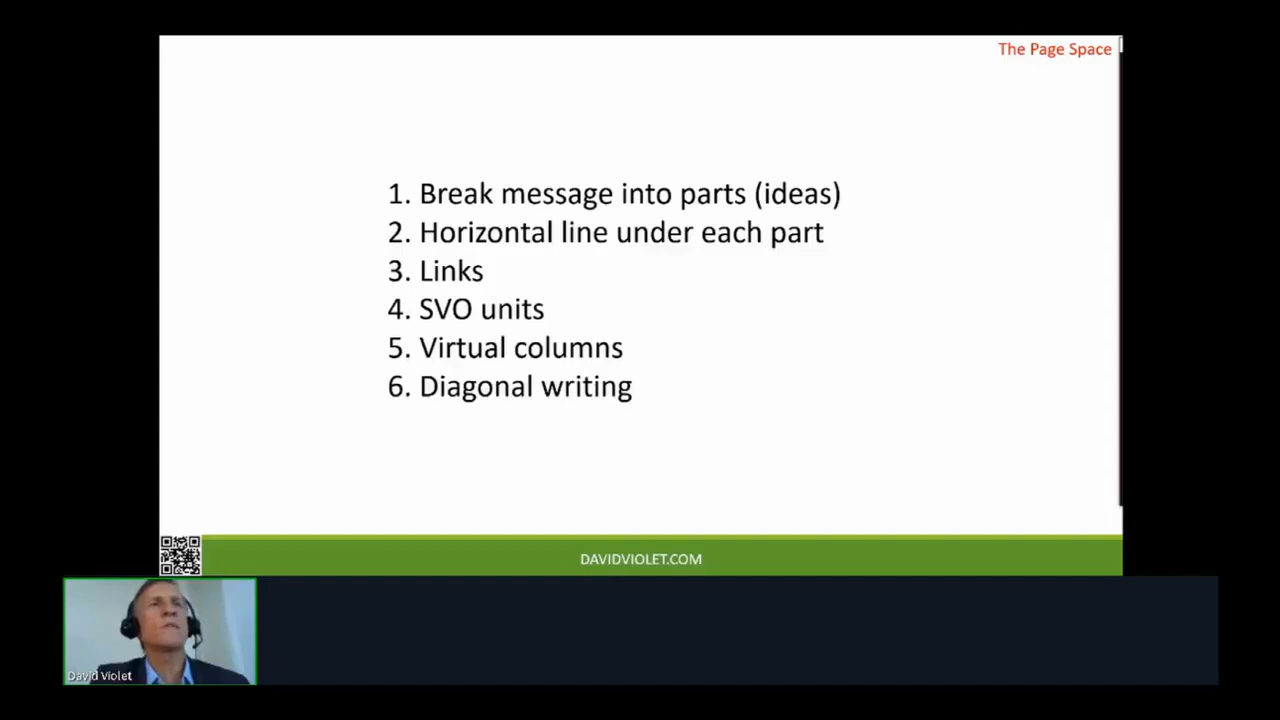 The Page Space
1. Break message into parts (ideas)
2. Horizontal line under each part
3. Links
4. SVO units
5. Virtual columns
6. Diagonal writing
DAVIDVIOLET.COM
David Violet